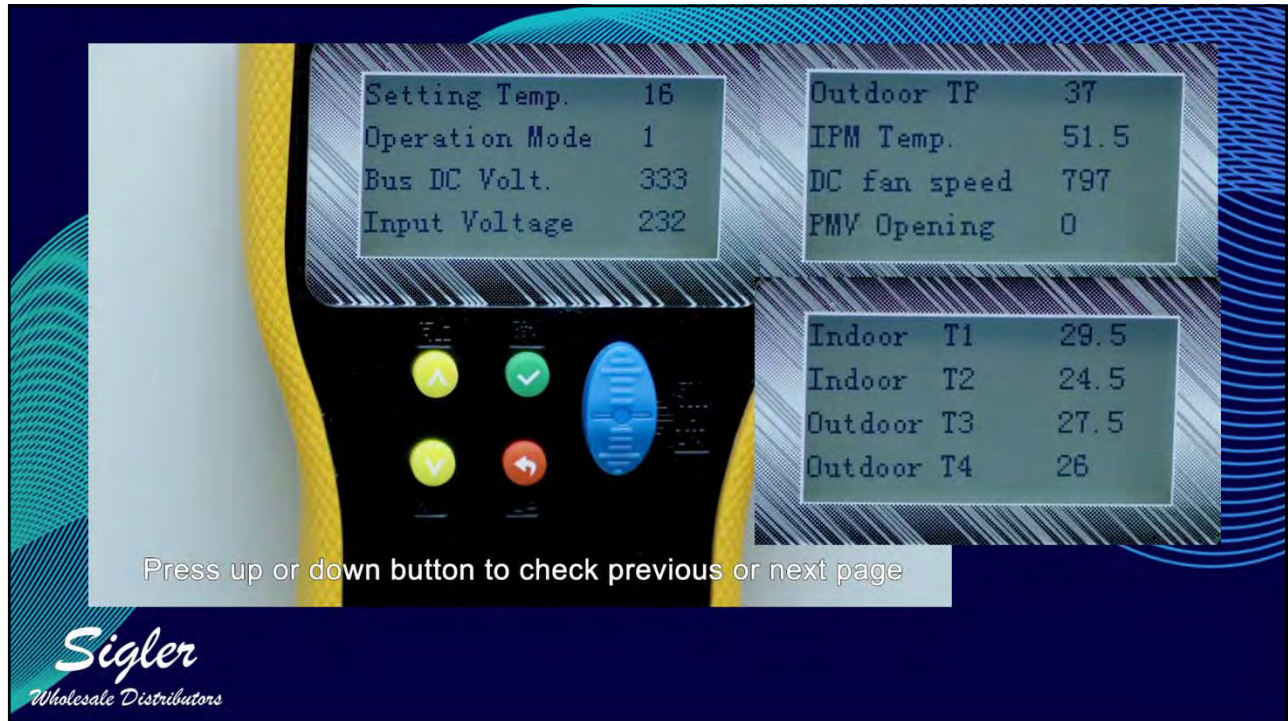 Setting Temp. 16
Operation Mode 1
Bus DC Volt. 333
Input Voltage 232
Outdoor TP 37
IPM Temp. 51.5
DC fan speed 797
PMV Opening 0
Indoor T1 29.5
Indoor T2 24.5
Outdoor T3 27.5
Outdoor T4 26
Press up or down button to check previous or next page
Sigler
Wholesale Distributors